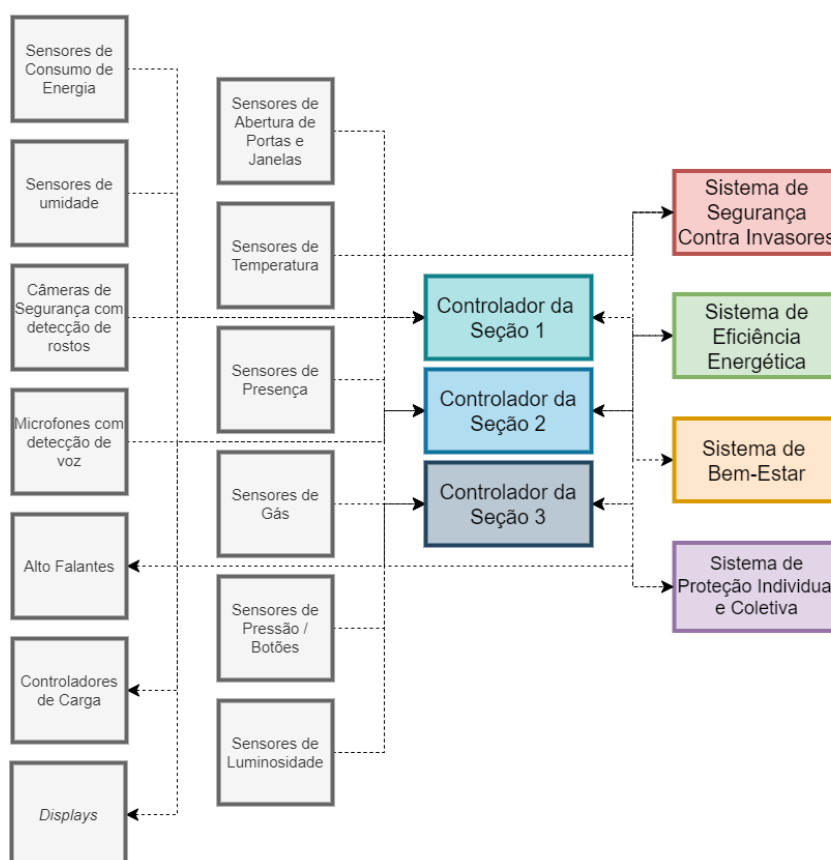 Sensores de
Consumo de
Energia
Sensores de
umidade
Câmeras de
Segurança com
detecção de
rostos
Microfones com
detecção de
voz
Alto Falantes
Controladores
de Carga
Displays
Sensores de
Abertura de
Portas e
Janelas
Sensores de
Temperatura
Sensores de
Presença
Sensores de
Gás
Sensores de
Pressão /
Botões
Sensores de
Luminosidade
Controlador da
Seção 1
Controlador da
Seção 2
Controlador da
Seção 3
Sistema de
Segurança
Contra Invasores
Sistema de
Eficiência
Energética
Sistema de
Bem-Estar
Sistema de
Proteção Individua
e Coletiva